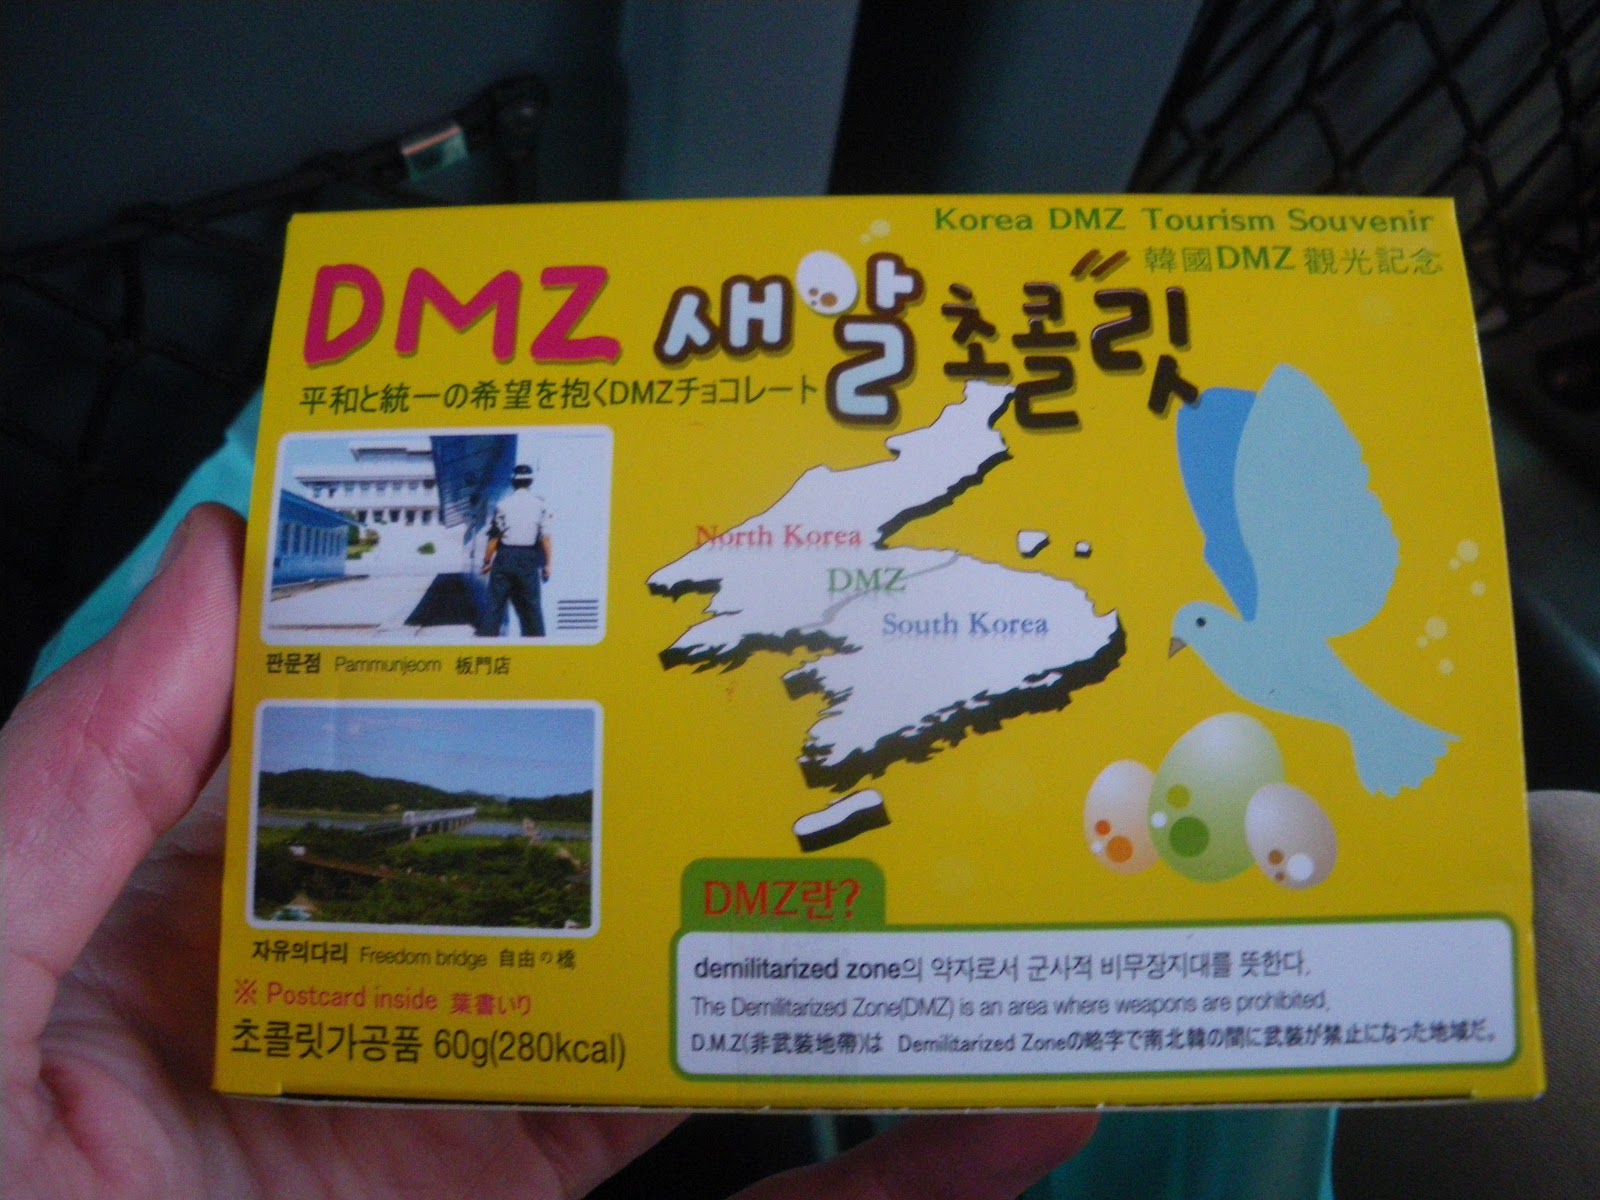 Korea DMZ Tourism Souvenir
韓國DMZ 觀光記念
DMZ 새알 초콜릿
平和と統一の希望を抱くDMZチョコレート
North Korea
DMZ
South Korea
판문점 Pammunjeom 板門店
자유의다리 Freedom bridge 自由の橋
※ Postcard inside 葉書いり
초콜릿가공품 60g(280kcal)
DMZ란?
demilitarized zone의 약자로서 군사적 비무장지대를 뜻한다.
The Demilitarized Zone(DMZ) is an area where weapons are prohibited.
D.M.Z(非武裝地帶)は Demilitarized Zoneの略字で南北韓の間に武裝が禁止になった地域だ。